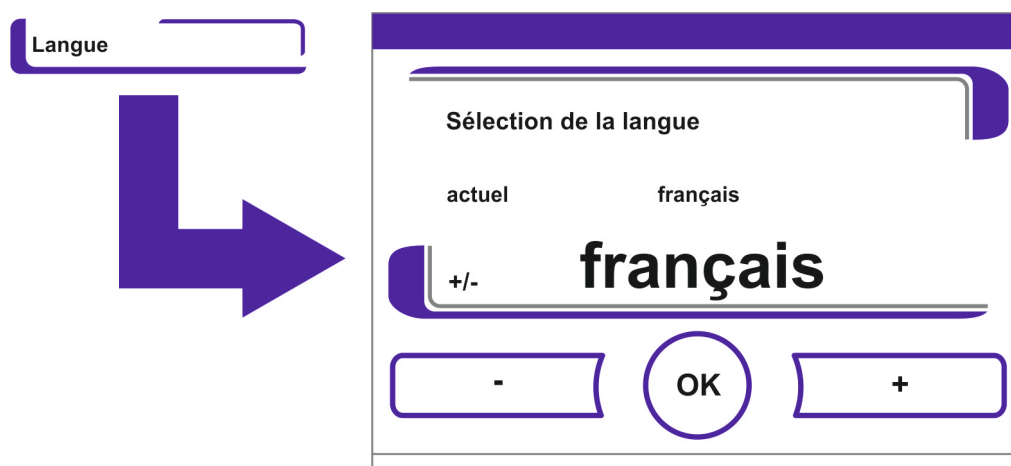 Langue
Sélection de la langue
actuel français
+/- français
- OK +